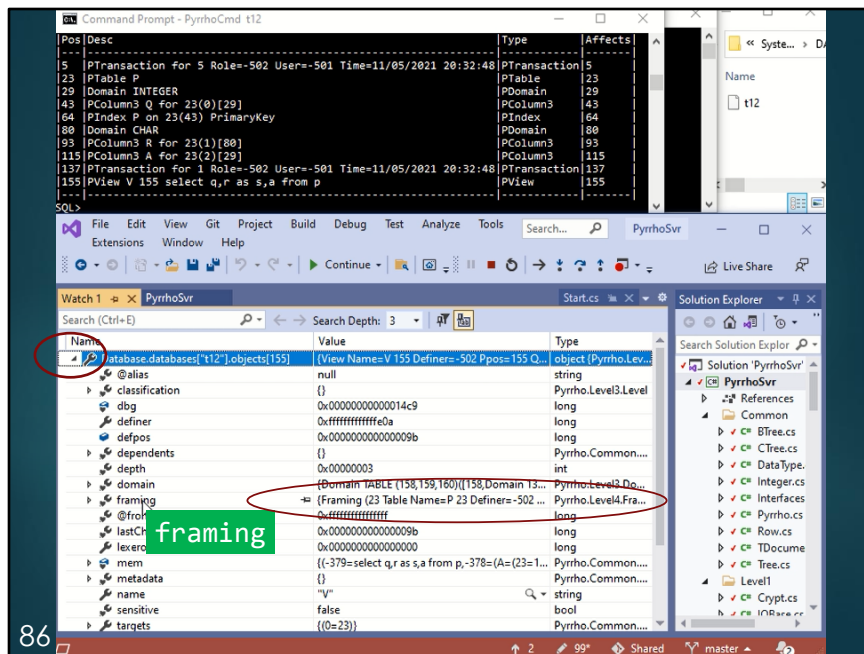 Command Prompt - PyrrhoCmd t12
|Pos|Desc |Type |Affects|
|5 |PTransaction for 5 Role=-502 User=-501 Time=11/05/2021 20:32:48|PTransaction|5 |
|23 |PTable P |PTable |23 |
|29 |Domain INTEGER |PDomain |29 |
|43 |PColumn3 Q for 23(0)[29] |PColumn3 |43 |
|64 |PIndex P on 23(43) PrimaryKey |PIndex |64 |
|80 |Domain CHAR |PDomain |80 |
|93 |PColumn3 R for 23(1)[80] |PColumn3 |93 |
|115|PColumn3 A for 23(2)[29] |PColumn3 |115 |
|137|PTransaction for 1 Role=-502 User=-501 Time=11/05/2021 20:32:48|PTransaction|137 |
|155|PView V 155 select q,r as s,a from p |PView |155 |
SQL>
« Syste... › DA
Name
t12
File Edit View Git Project Build Debug Test Analyze Tools Search... PyrrhoSvr
Extensions Window Help
Continue Live Share
Watch 1 PyrrhoSvr Start.cs
Search (Ctrl+E) Search Depth: 3
Name Value Type
Database.databases["t12"].objects[155] {View Name=V 155 Definer=-502 Ppos=155 Q... object {Pyrrho.Lev...
@alias null string
classification {} Pyrrho.Level3.Level
dbg 0x00000000000014c9 long
definer 0xfffffffffffffe0a long
defpos 0x000000000000009b long
dependents {} Pyrrho.Common....
depth 0x00000003 int
domain {Domain TABLE (158,159,160)([158,Domain 13... Pyrrho.Level3.Do...
framing {Framing (23 Table Name=P 23 Definer=-502 ... Pyrrho.Level4.Fra...
0xffffffffffffffff long
0x000000000000009b long
0x0000000000000000 long
framing
mem {(-379=select q,r as s,a from p,-378=(A=(23=1... Pyrrho.Common....
metadata {} Pyrrho.Common....
name "V" string
sensitive false bool
targets {(0=23)} Pyrrho.Common....
Solution Explorer
Search Solution Explor
Solution 'PyrrhoSvr'
PyrrhoSvr
References
Common
BTree.cs
CTree.cs
DataType.
Integer.cs
Interfaces
Pyrrho.cs
Row.cs
TDocume
Tree.cs
Level1
Crypt.cs
86
2 99* Shared master 2